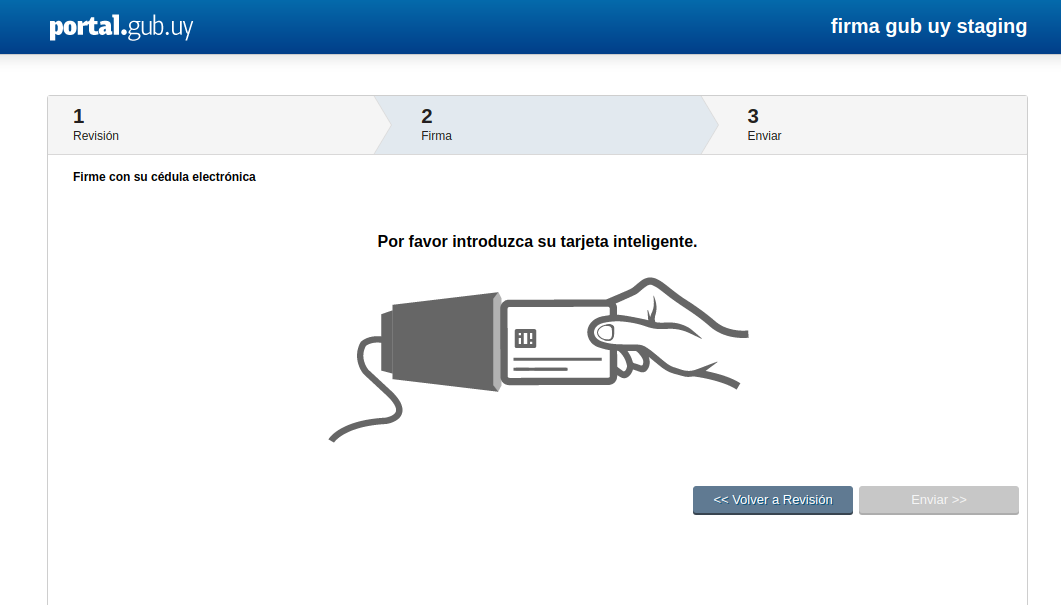 portal.gub.uy
firma gub uy staging
1
Revisión
2
Firma
3
Enviar
Firme con su cédula electrónica
Por favor introduzca su tarjeta inteligente.
<< Volver a Revisión
Enviar >>